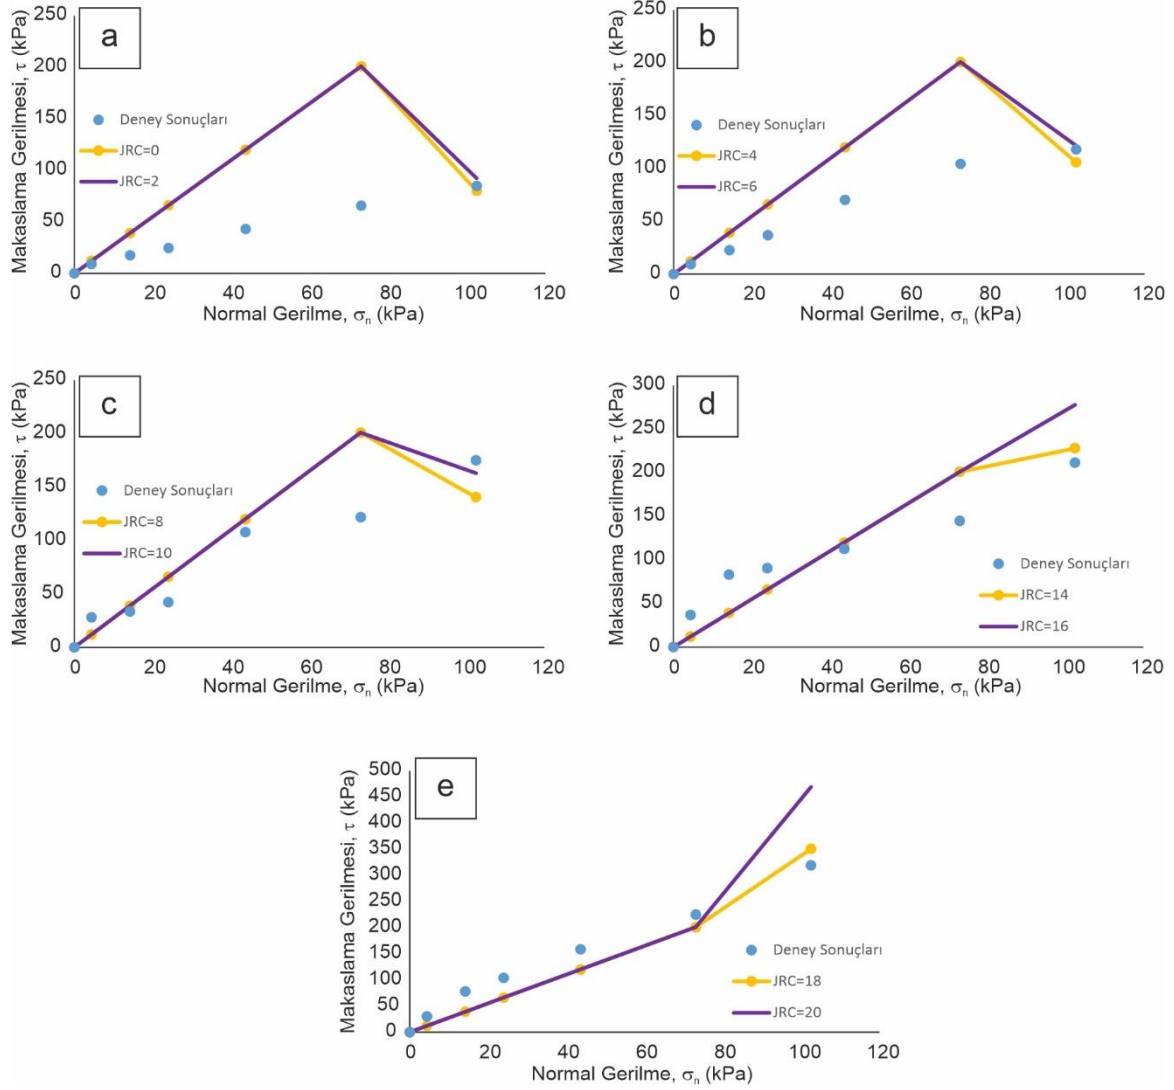 a
Makaslama Gerilmesi, τ (kPa)
250
200
150
100
50
0
Deney Sonuçları
JRC=0
JRC=2
0 20 40 60 80 100 120
Normal Gerilme, σn (kPa)
b
Makaslama Gerilmesi, τ (kPa)
250
200
150
100
50
0
Deney Sonuçları
JRC=4
JRC=6
0 20 40 60 80 100 120
Normal Gerilme, σn (kPa)
c
Makaslama Gerilmesi, τ (kPa)
250
200
150
100
50
0
Deney Sonuçları
JRC=8
JRC=10
0 20 40 60 80 100 120
Normal Gerilme, σn (kPa)
d
Makaslama Gerilmesi, τ (kPa)
300
250
200
150
100
50
0
Deney Sonuçları
JRC=14
JRC=16
0 20 40 60 80 100 120
Normal Gerilme, σn (kPa)
e
Makaslama Gerilmesi, τ (kPa)
500
450
400
350
300
250
200
150
100
50
0
Deney Sonuçları
JRC=18
JRC=20
0 20 40 60 80 100 120
Normal Gerilme, σn (kPa)